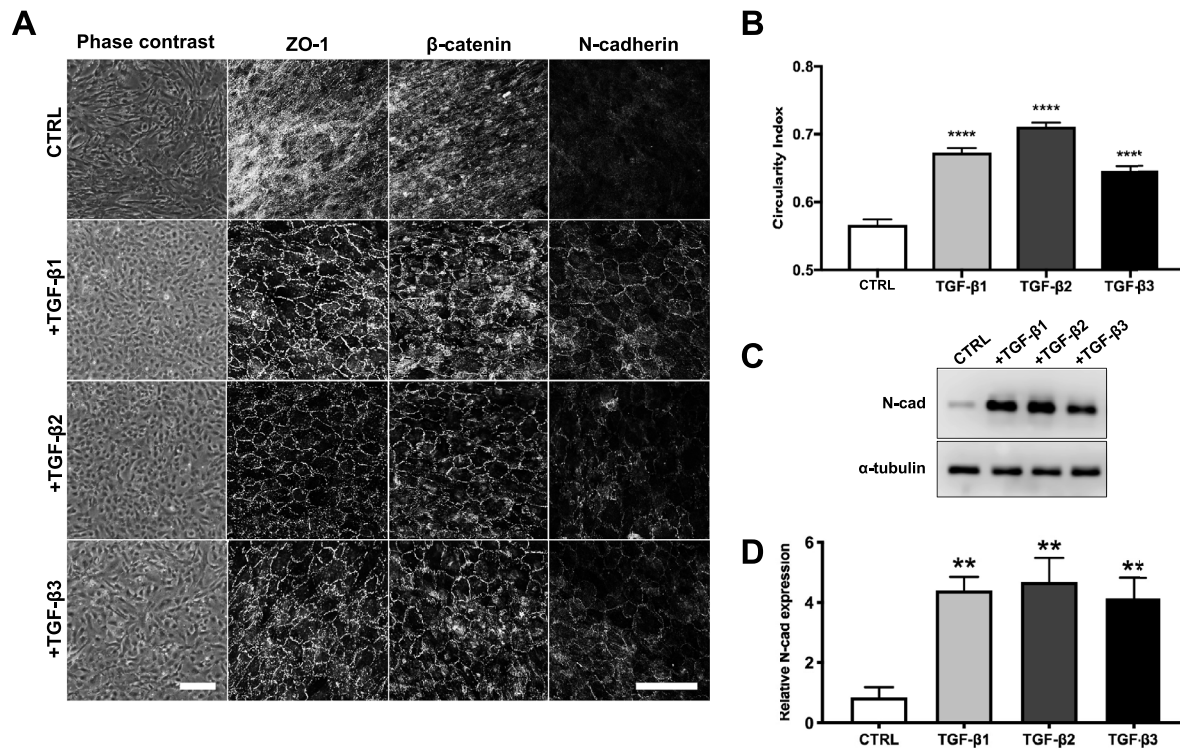 A
Phase contrast
ZO-1
β-catenin
N-cadherin
CTRL
+TGF-β1
+TGF-β2
+TGF-β3
B
Circularity Index
0.8
0.7
0.6
0.5
****
****
****
CTRL
TGF-β1
TGF-β2
TGF-β3
C
CTRL
+TGF-β1
+TGF-β2
+TGF-β3
N-cad
α-tubulin
D
Relative N-cad expression
6
4
2
0
**
**
**
CTRL
TGF-β1
TGF-β2
TGF-β3